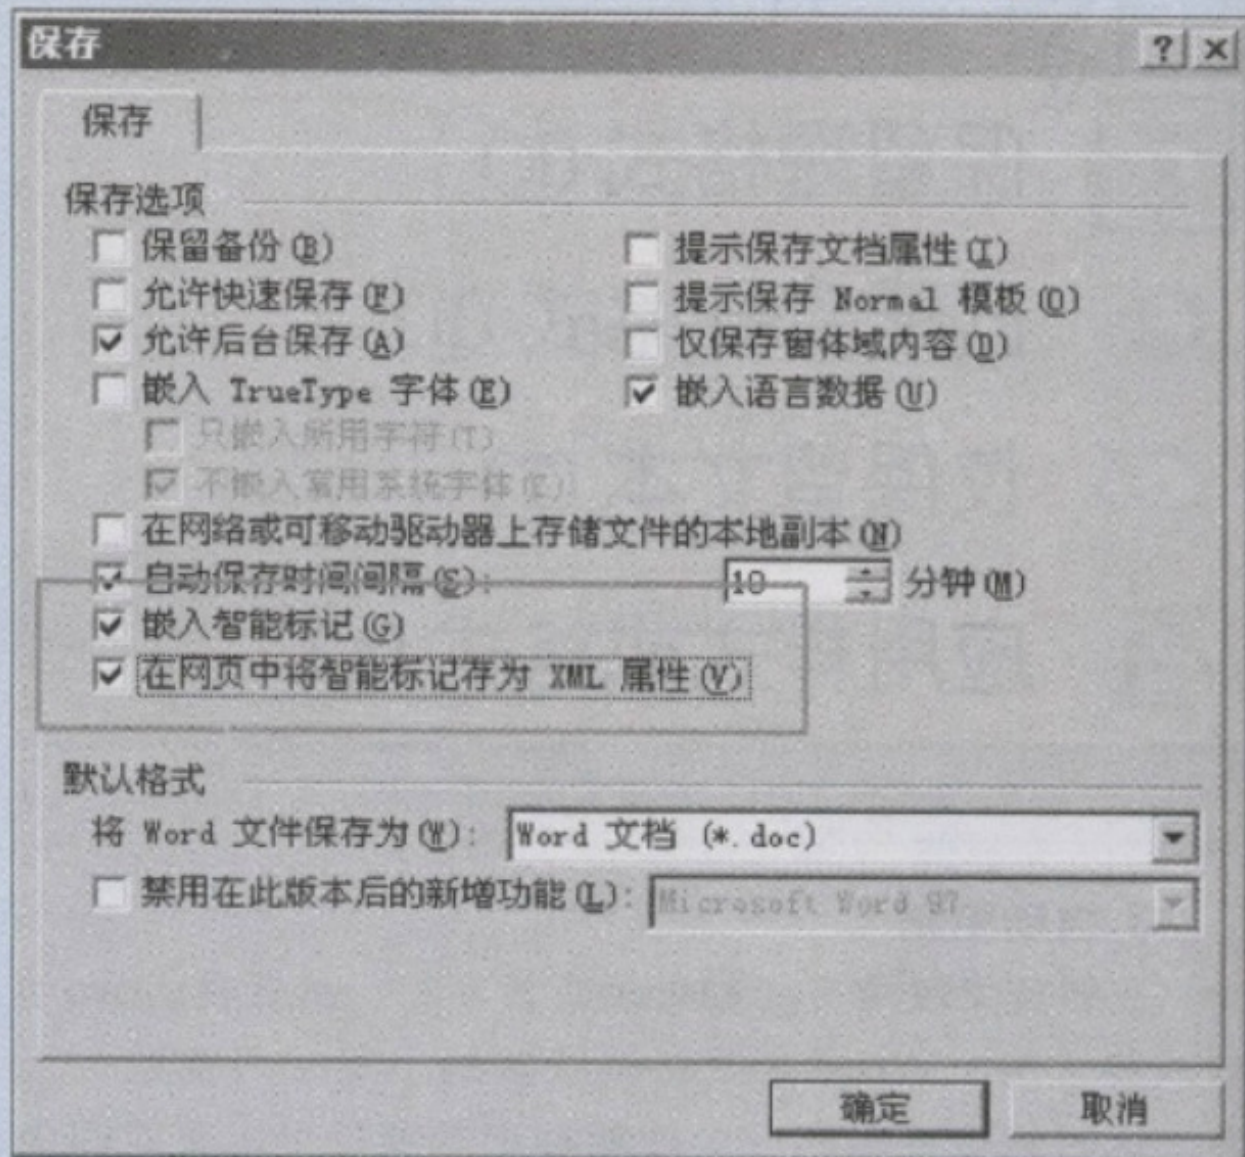 保存
保存
保存选项
保留备份(B)
提示保存文档属性(I)
允许快速保存(F)
提示保存 Normal 模板(O)
允许后台保存(A)
仅保存窗体域内容(D)
嵌入 TrueType 字体(E)
嵌入语言数据(U)
只嵌入所用字符(T)
不嵌入常用系统字体
在网络或可移动驱动器上存储文件的本地副本(N)
自动保存时间间隔(S): 10 分钟(M)
嵌入智能标记(G)
在网页中将智能标记存为 XML 属性(V)
默认格式
将 Word 文件保存为(W): Word 文档 (*.doc)
禁用在此版本后的新增功能(L): Microsoft Word 97
确定
取消